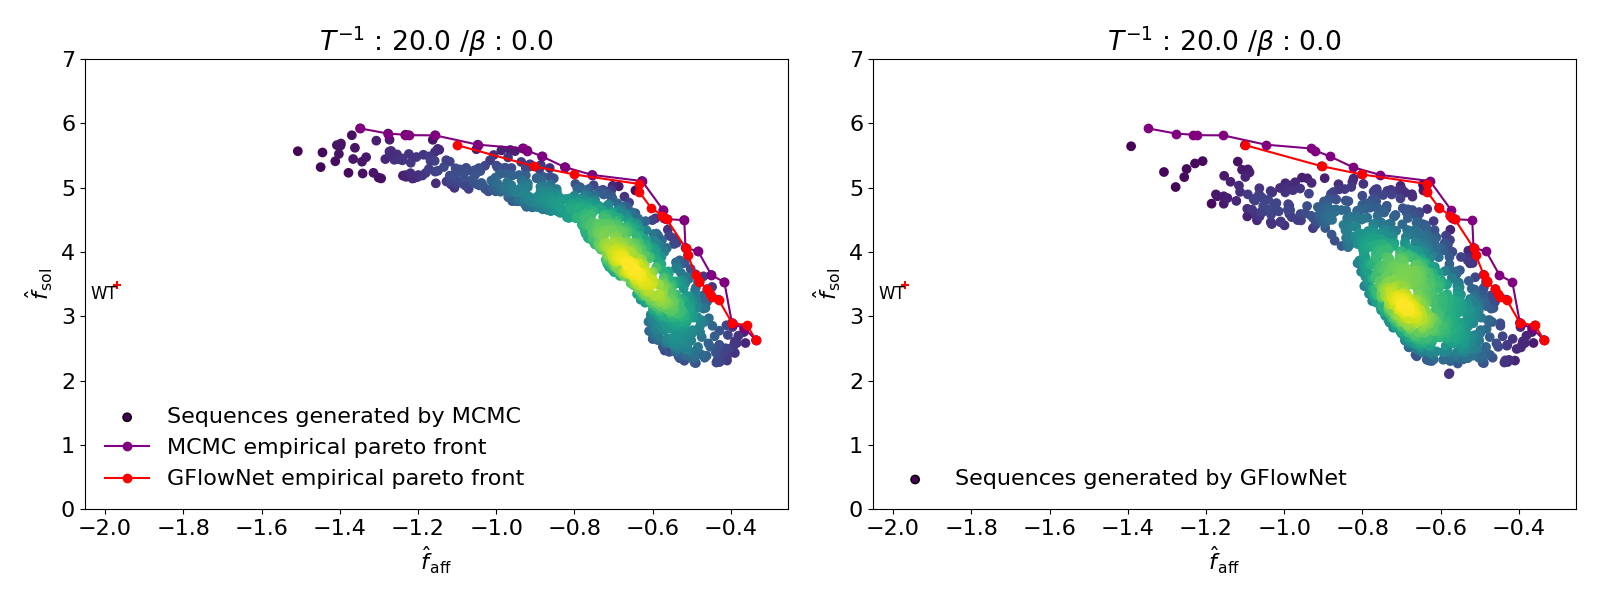 T⁻¹ : 20.0 /β : 0.0
7
6
5
4
3
2
1
0
f̂sol
WT
Sequences generated by MCMC
MCMC empirical pareto front
GFlowNet empirical pareto front
−2.0 −1.8 −1.6 −1.4 −1.2 −1.0 −0.8 −0.6 −0.4
f̂aff
T⁻¹ : 20.0 /β : 0.0
7
6
5
4
3
2
1
0
f̂sol
WT
Sequences generated by GFlowNet
−2.0 −1.8 −1.6 −1.4 −1.2 −1.0 −0.8 −0.6 −0.4
f̂aff